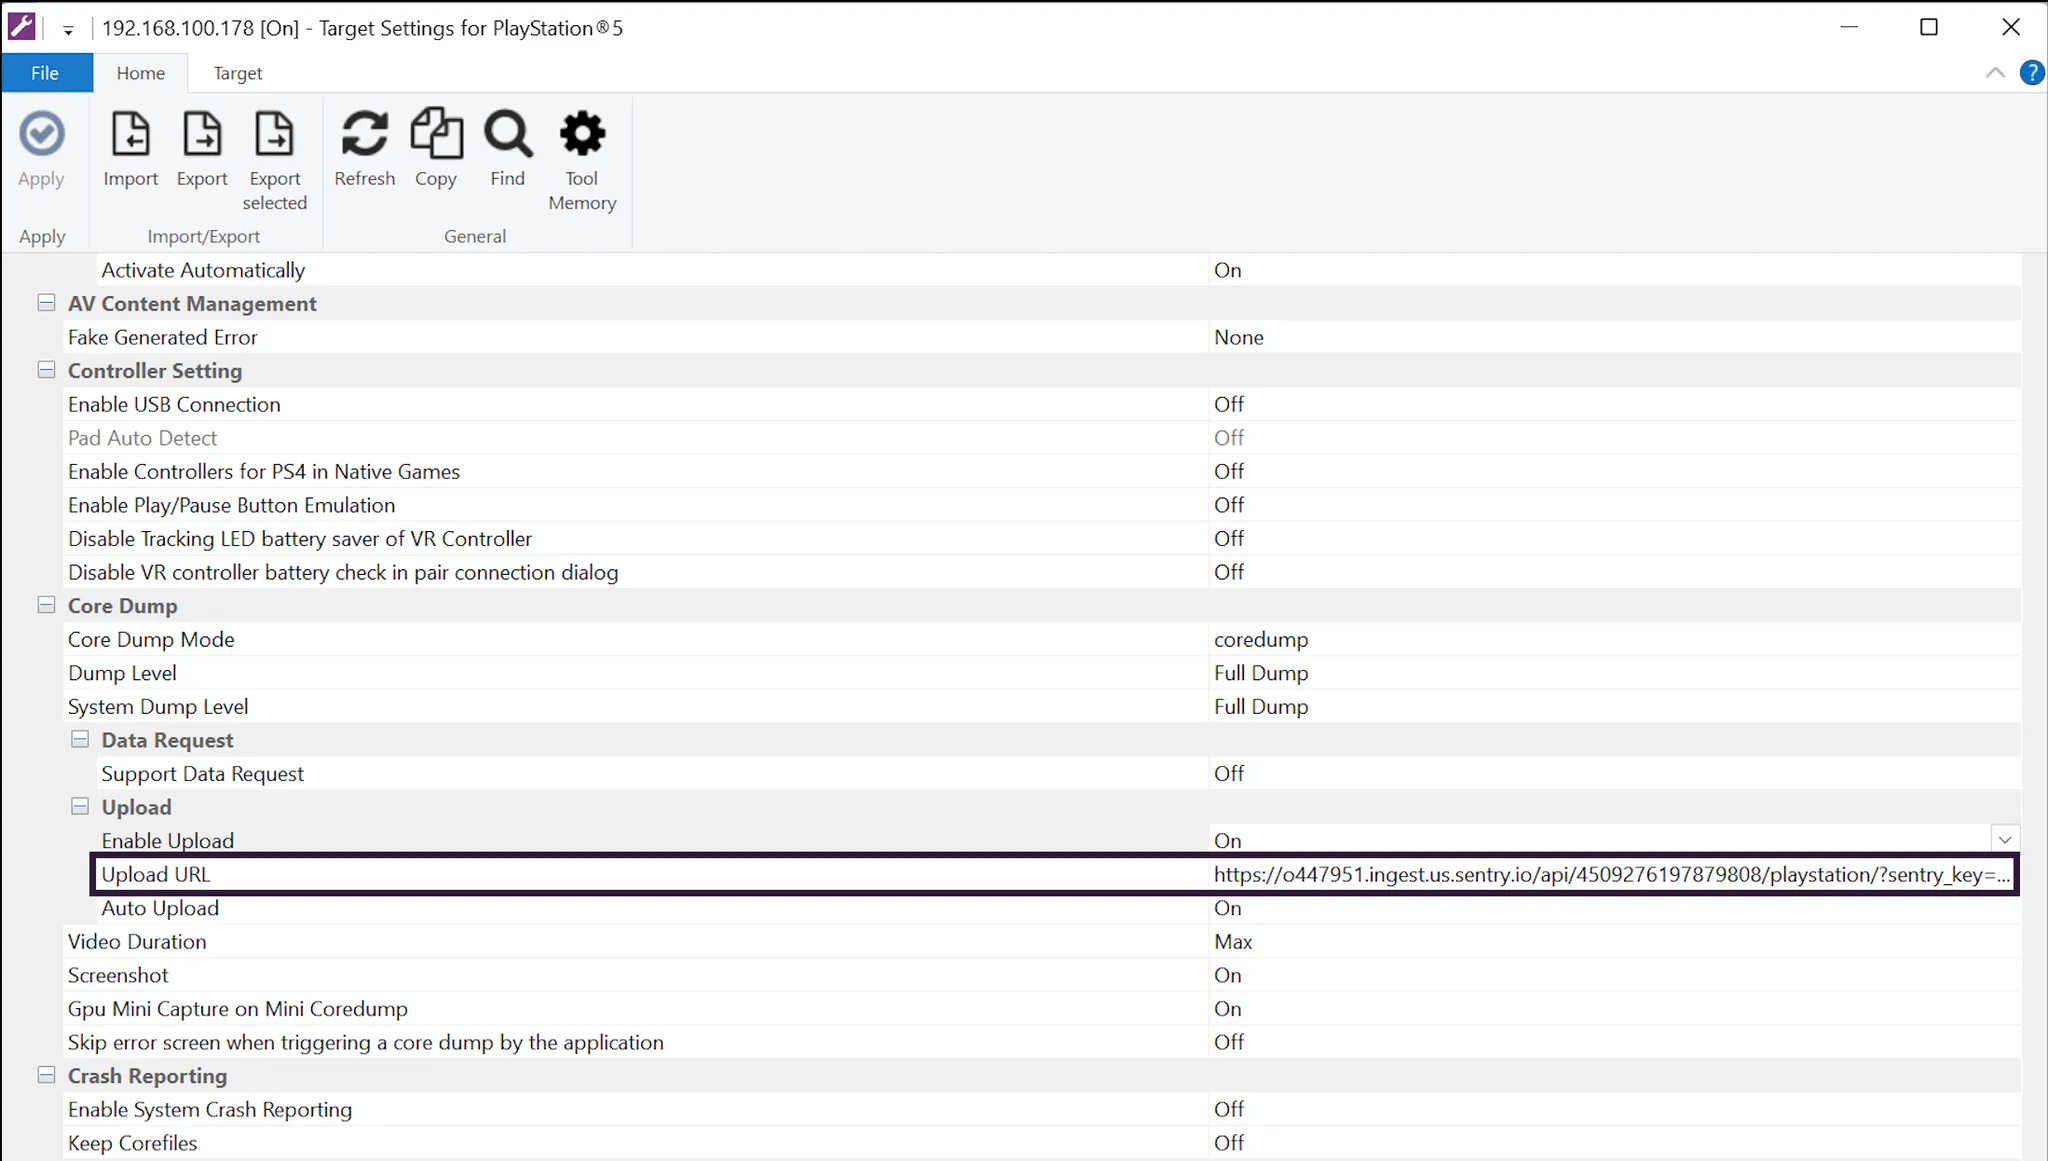 192.168.100.178 [On] - Target Settings for PlayStation®5
File Home Target
?
Apply Import Export Export selected Refresh Copy Find Tool Memory
Apply Import/Export General
Activate Automatically On
AV Content Management
Fake Generated Error None
Controller Setting
Enable USB Connection Off
Pad Auto Detect Off
Enable Controllers for PS4 in Native Games Off
Enable Play/Pause Button Emulation Off
Disable Tracking LED battery saver of VR Controller Off
Disable VR controller battery check in pair connection dialog Off
Core Dump
Core Dump Mode coredump
Dump Level Full Dump
System Dump Level Full Dump
Data Request
Support Data Request Off
Upload
Enable Upload On
Upload URL https://o447951.ingest.us.sentry.io/api/4509276197879808/playstation/?sentry_key=...
Auto Upload On
Video Duration Max
Screenshot On
Gpu Mini Capture on Mini Coredump On
Skip error screen when triggering a core dump by the application Off
Crash Reporting
Enable System Crash Reporting Off
Keep Corefiles Off